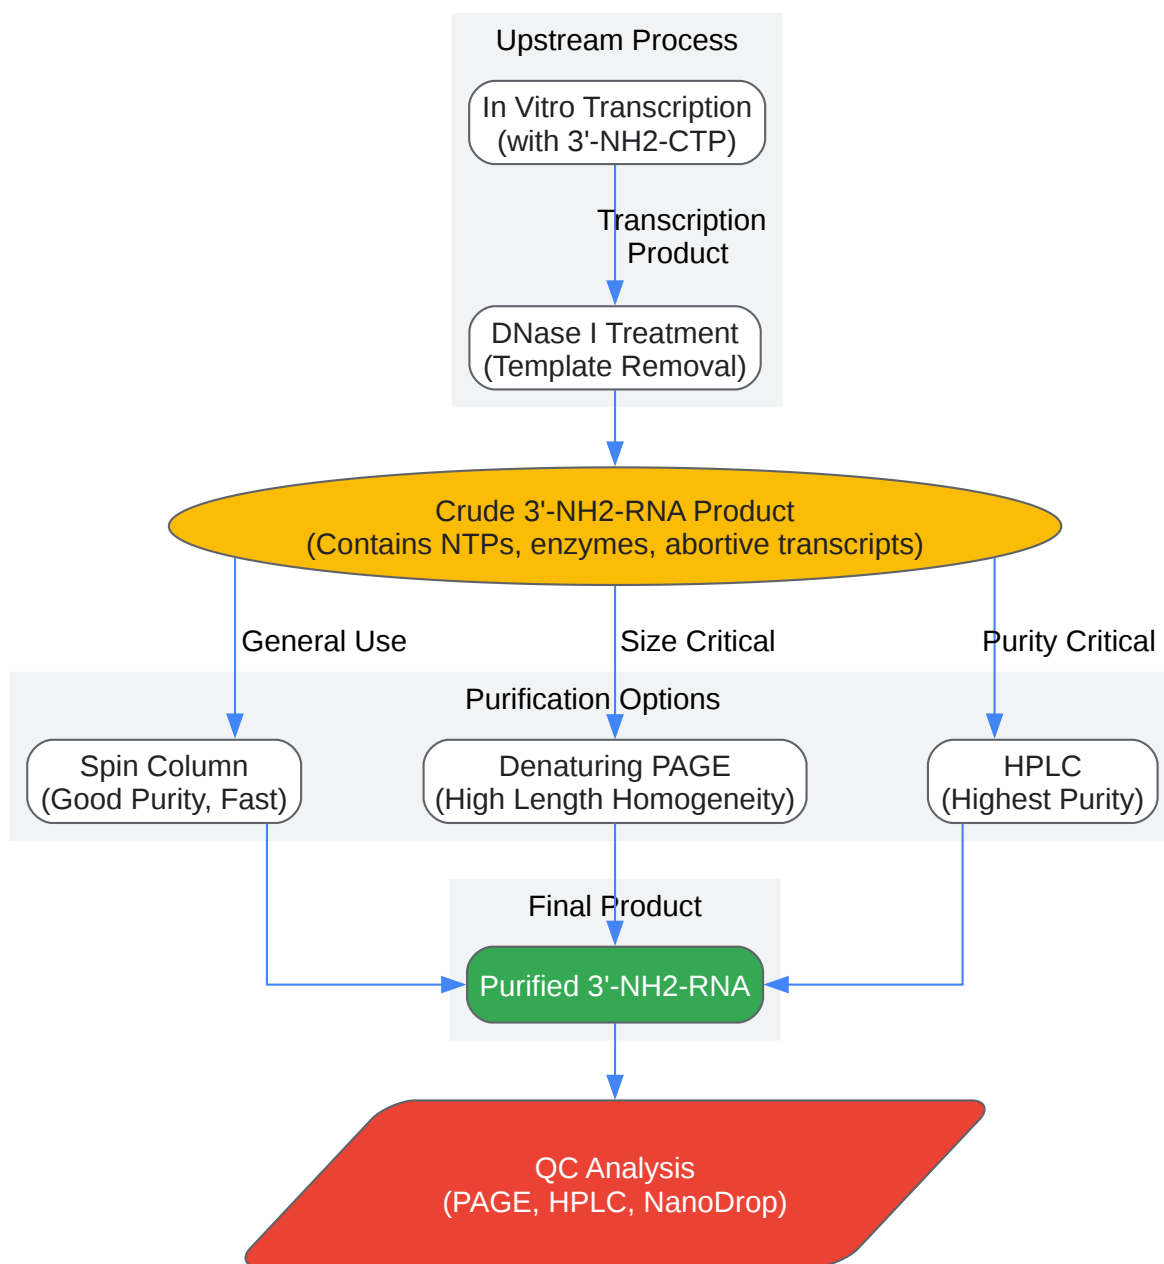 Upstream Process
In Vitro Transcription
(with 3'-NH2-CTP)
Transcription
Product
DNase I Treatment
(Template Removal)
Crude 3'-NH2-RNA Product
(Contains NTPs, enzymes, abortive transcripts)
General Use
Size Critical
Purity Critical
Purification Options
Spin Column
(Good Purity, Fast)
Denaturing PAGE
(High Length Homogeneity)
HPLC
(Highest Purity)
Final Product
Purified 3'-NH2-RNA
QC Analysis
(PAGE, HPLC, NanoDrop)